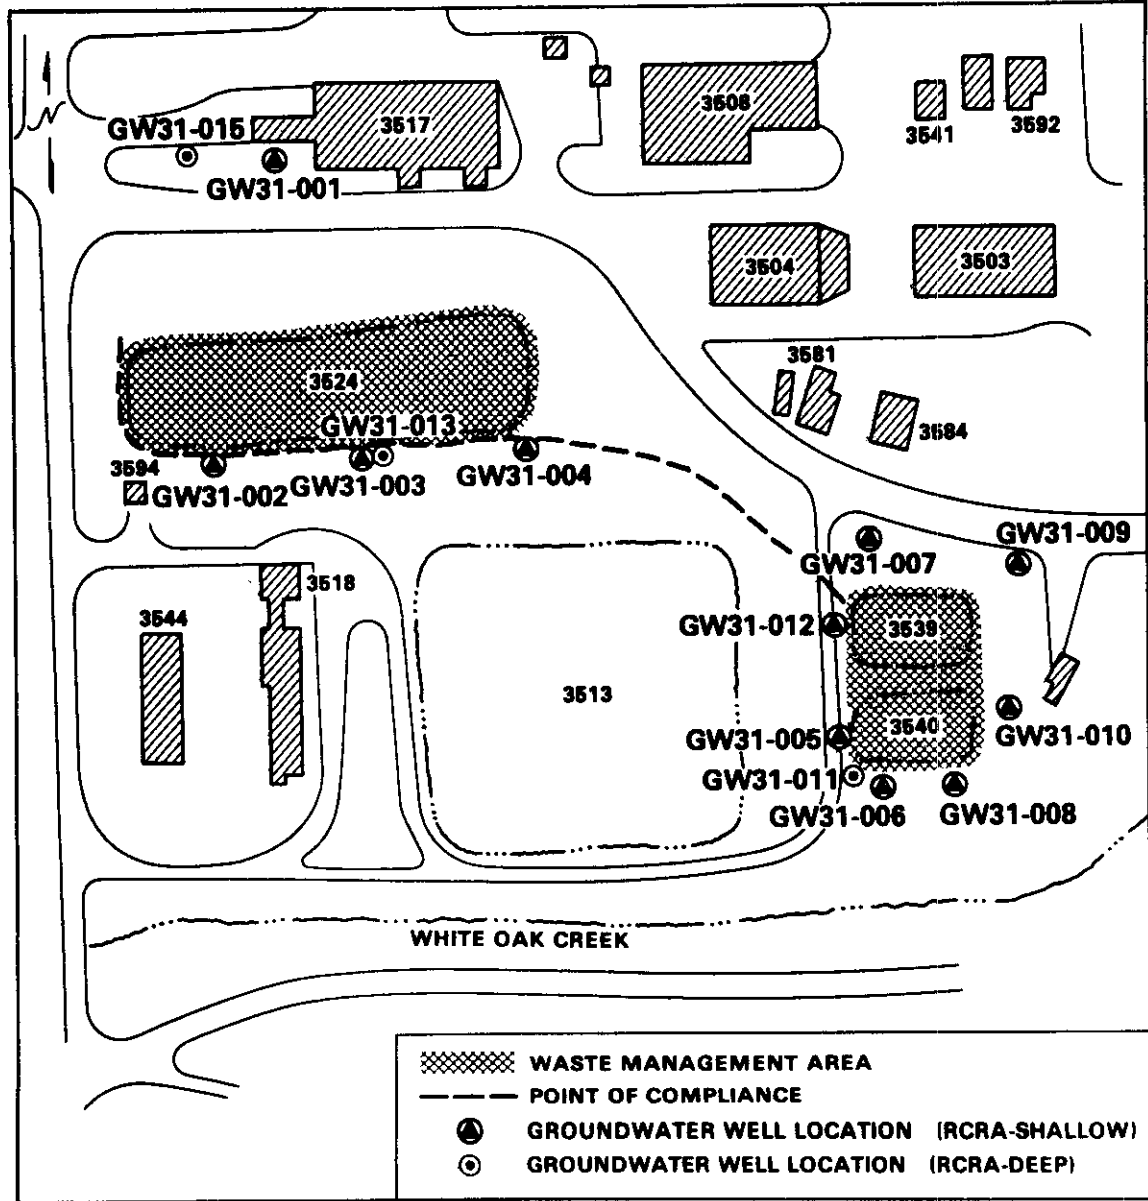 3517
3508
3541
3592
GW31-015
GW31-001
3504
3503
3524
3581
3584
GW31-013
3594
GW31-002
GW31-003
GW31-004
GW31-009
GW31-007
3518
3544
GW31-012
3539
3513
3540
GW31-005
GW31-010
GW31-011
GW31-006
GW31-008
WHITE OAK CREEK
WASTE MANAGEMENT AREA
POINT OF COMPLIANCE
GROUNDWATER WELL LOCATION (RCRA-SHALLOW)
GROUNDWATER WELL LOCATION (RCRA-DEEP)
N